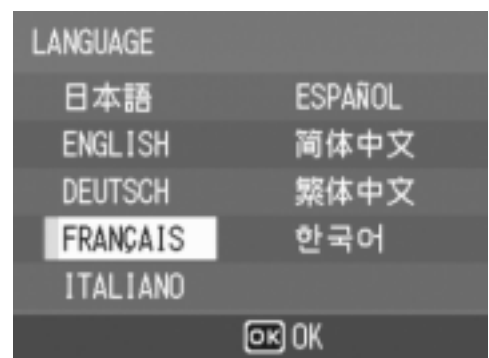 LANGUAGE
日本語 ESPAÑOL
ENGLISH 简体中文
DEUTSCH 繁体中文
FRANÇAIS 한국어
ITALIANO
OK OK